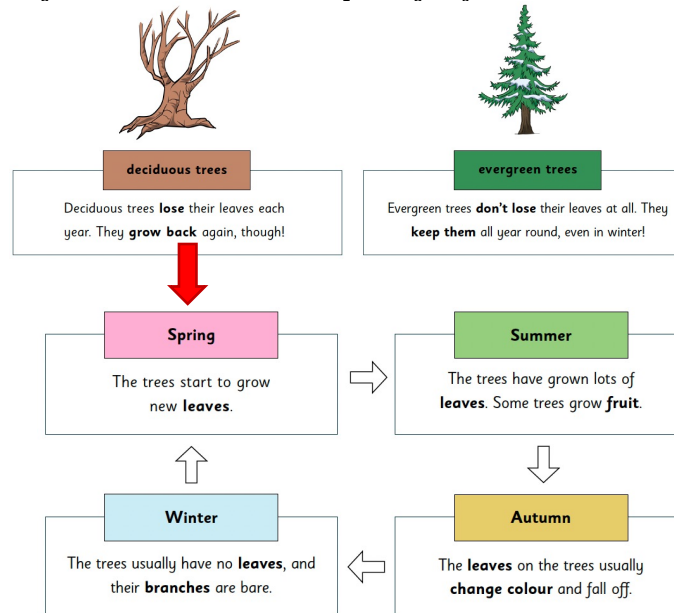 deciduous trees
Deciduous trees lose their leaves each
year. They grow back again, though!
evergreen trees
Evergreen trees don't lose their leaves at all. They
keep them all year round, even in winter!
Spring
The trees start to grow
new leaves.
Summer
The trees have grown lots of
leaves. Some trees grow fruit.
Winter
The trees usually have no leaves, and
their branches are bare.
Autumn
The leaves on the trees usually
change colour and fall off.